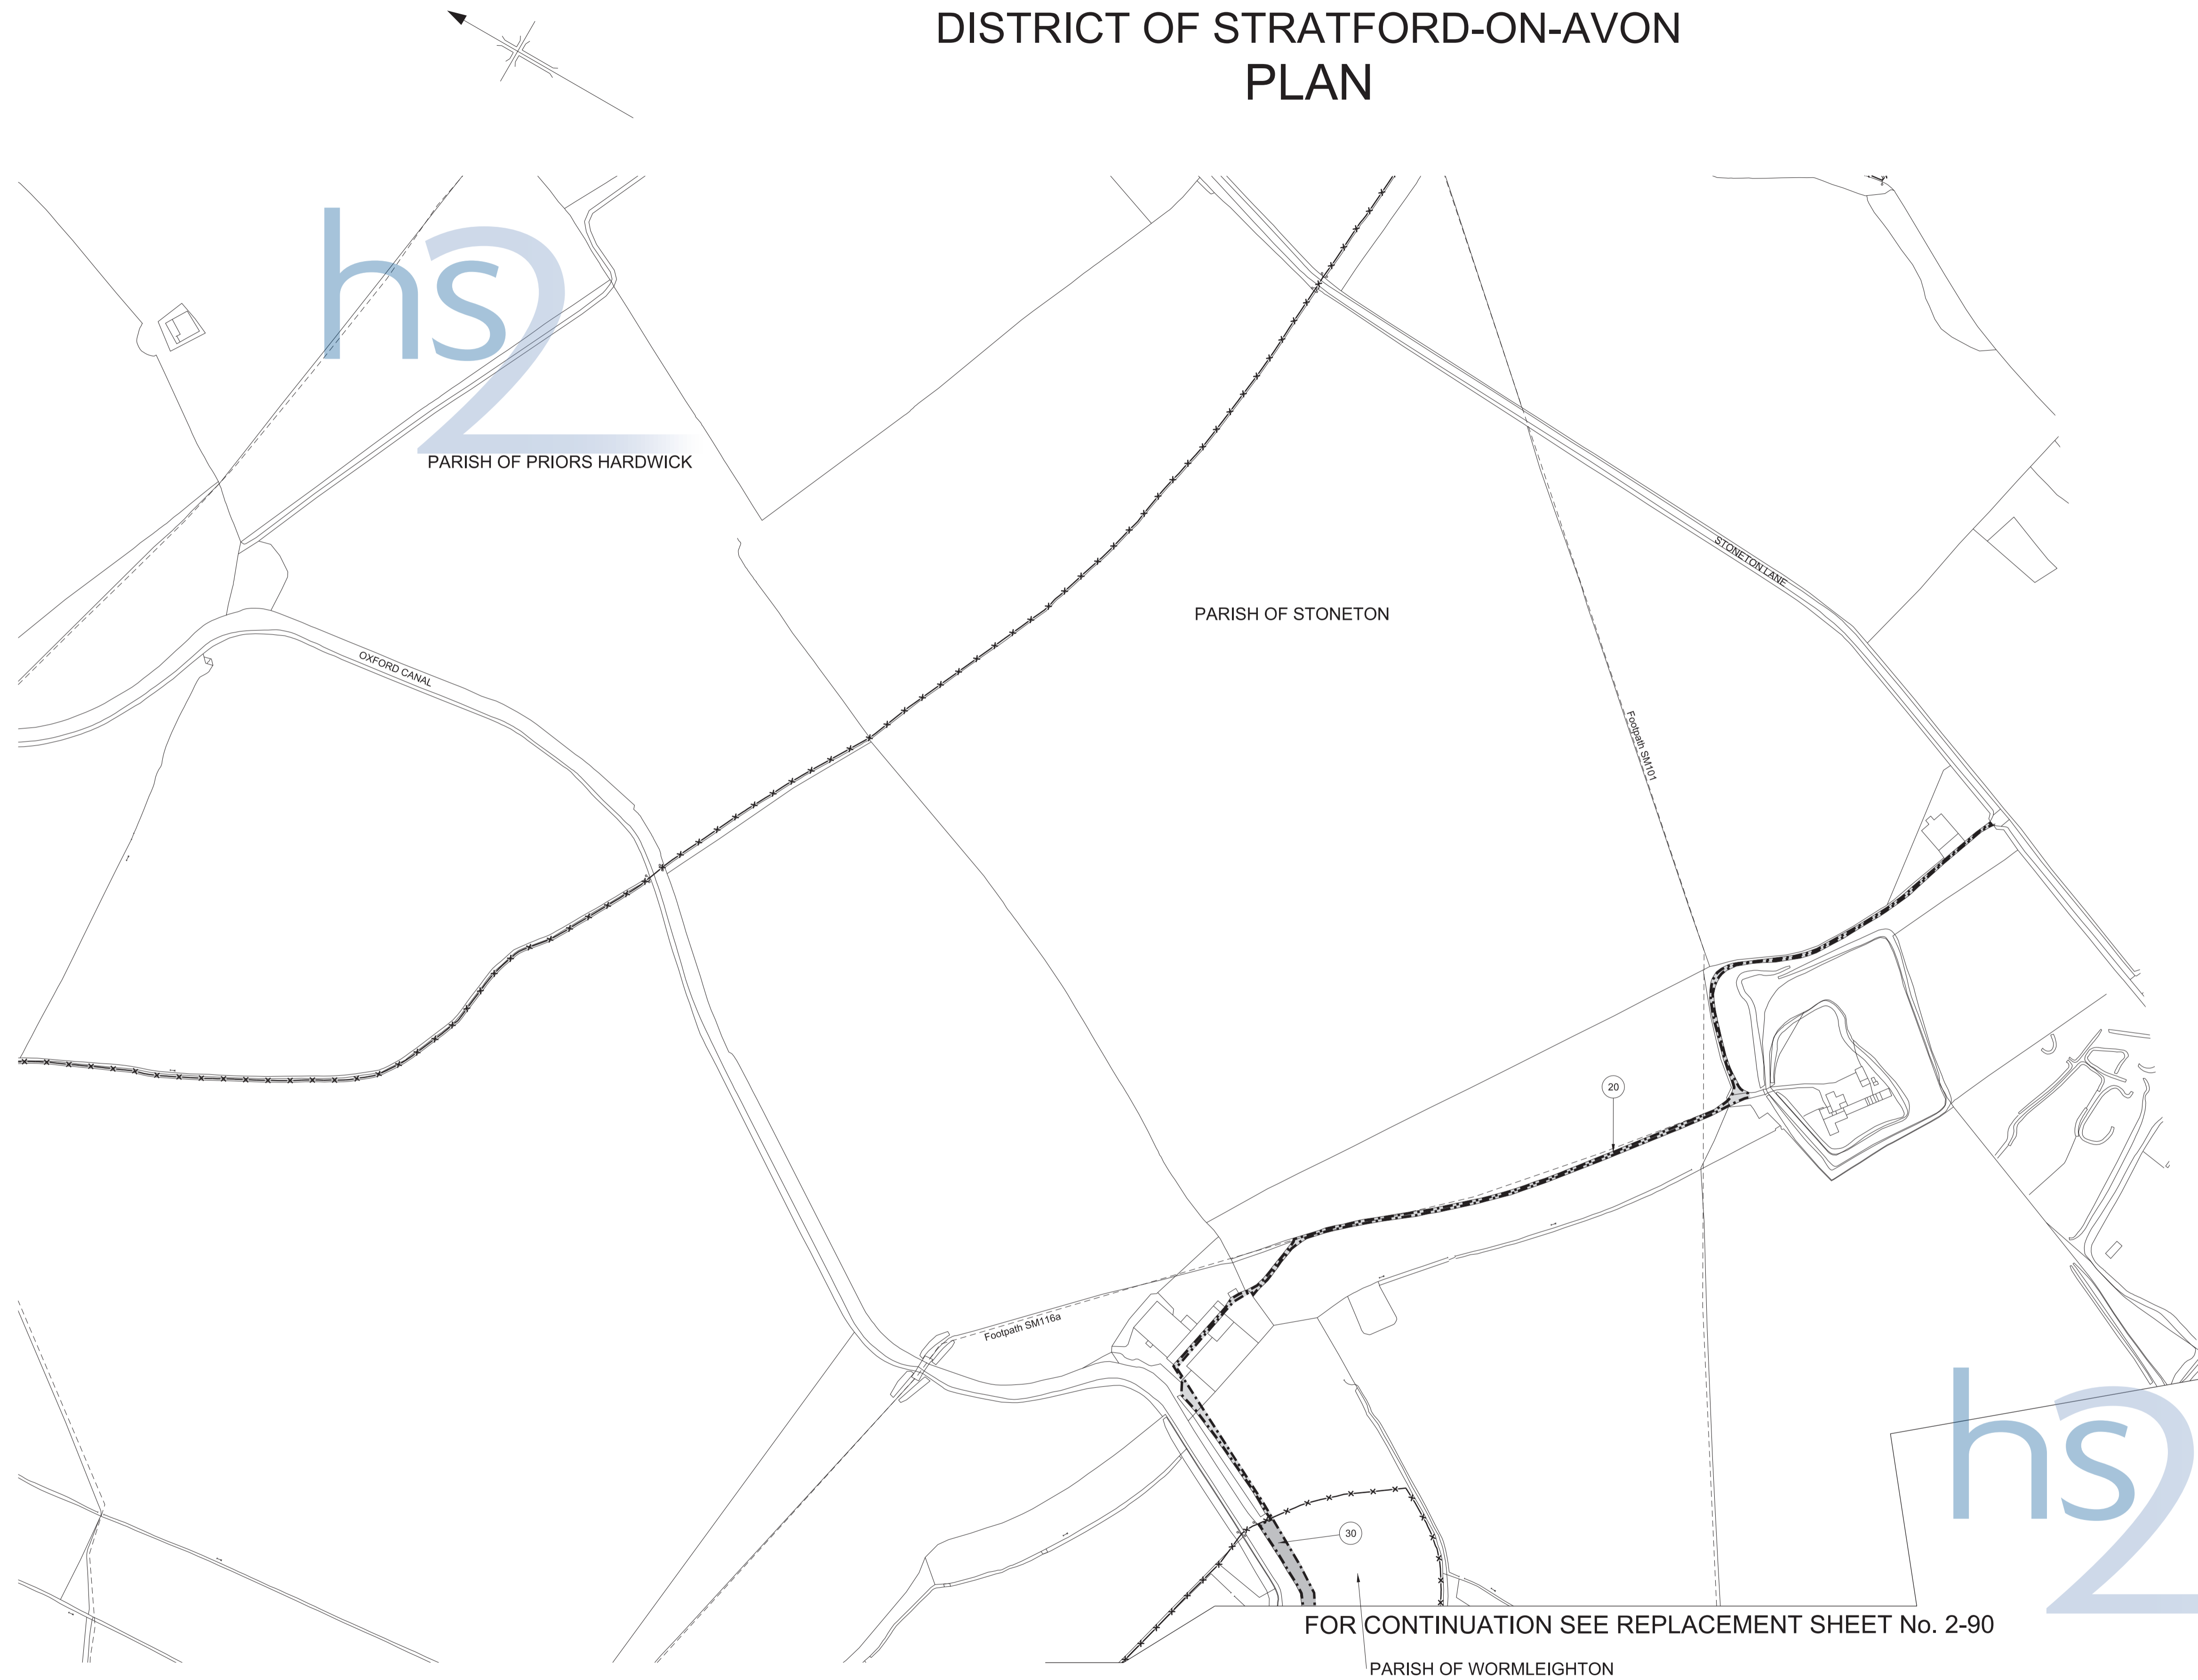 DISTRICT OF STRATFORD-ON-AVON
PLAN
hs2
PARISH OF PRIORS HARDWICK
STONETON LANE
PARISH OF STONETON
OXFORD CANAL
Footpath SM101
20
Footpath SM116a
hs2
30
FOR CONTINUATION SEE REPLACEMENT SHEET No. 2-90
PARISH OF WORMLEIGHTON